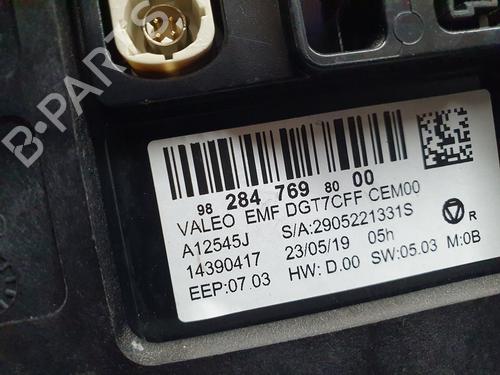 B-PARTS
98 284 769 80 00
VALEO EMF DGT7CFF CEM00
A12545J S/A:2905221331S
14390417 23/05/19 05h
EEP:07.03 HW: D.00 SW:05.03 M:0B
R